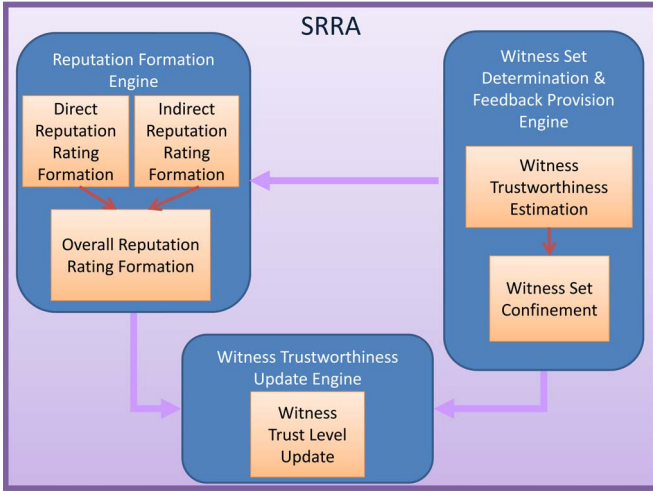 SRRA
Reputation Formation
Engine
Direct
Reputation
Rating
Formation
Indirect
Reputation
Rating
Formation
Overall Reputation
Rating Formation
Witness Set
Determination &
Feedback Provision
Engine
Witness
Trustworthiness
Estimation
Witness Set
Confinement
Witness Trustworthiness
Update Engine
Witness
Trust Level
Update